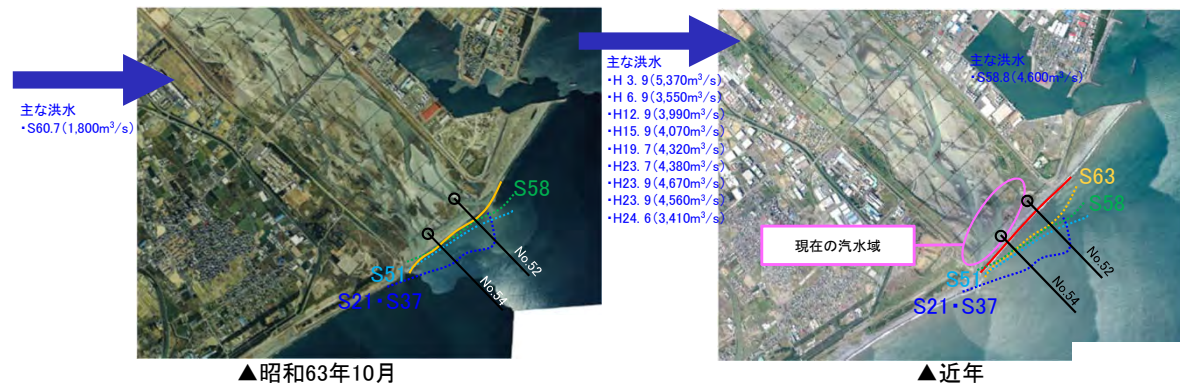 主な洪水
・S60.7(1,800m³/s)
S58
No.52
No.54
S51
S21・S37
▲昭和63年10月
主な洪水
・H 3. 9(5,370m³/s)
・H 6. 9(3,550m³/s)
・H12. 9(3,990m³/s)
・H15. 9(4,070m³/s)
・H19. 7(4,320m³/s)
・H23. 7(4,380m³/s)
・H23. 9(4,670m³/s)
・H23. 9(4,560m³/s)
・H24. 6(3,410m³/s)
主な洪水
・S58.8(4,600m³/s)
S63
S58
現在の汽水域
No.52
No.54
S51
S21・S37
▲近年